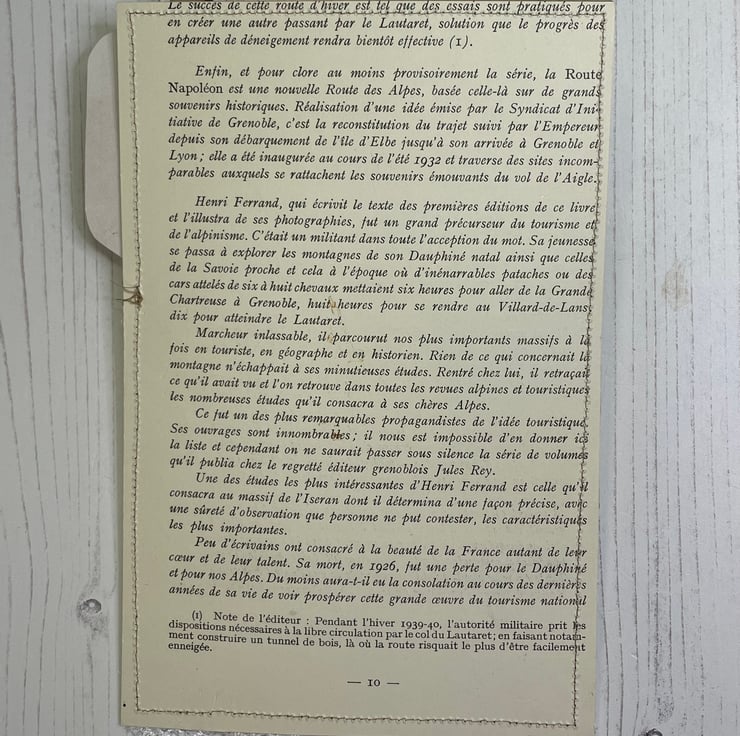 Le succès de cette route d'hiver est tel que des essais sont pratiqués pour
en créer une autre passant par le Lautaret, solution que le progrès des
appareils de déneigement rendra bientôt effective (1).
Enfin, et pour clore au moins provisoirement la série, la Route
Napoléon est une nouvelle Route des Alpes, basée celle-là sur de grands
souvenirs historiques. Réalisation d'une idée émise par le Syndicat d'Ini-
tiative de Grenoble, c'est la reconstitution du trajet suivi par l'Empereur
depuis son débarquement de l'île d'Elbe jusqu'à son arrivée à Grenoble et
Lyon ; elle a été inaugurée au cours de l'été 1932 et traverse des sites incom-
parables auxquels se rattachent les souvenirs émouvants du vol de l'Aigle.
Henri Ferrand, qui écrivit le texte des premières éditions de ce livre
et l'illustra de ses photographies, fut un grand précurseur du tourisme et
de l'alpinisme. C'était un militant dans toute l'acception du mot. Sa jeunesse
se passa à explorer les montagnes de son Dauphiné natal ainsi que celles
de la Savoie proche et cela à l'époque où d'inénarrables pataches ou des
cars attelés de six à huit chevaux mettaient six heures pour aller de la Grande
Chartreuse à Grenoble, huit heures pour se rendre au Villard-de-Lans,
dix pour atteindre le Lautaret.
Marcheur inlassable, il parcourut nos plus importants massifs à la
fois en touriste, en géographe et en historien. Rien de ce qui concernait la
montagne n'échappait à ses minutieuses études. Rentré chez lui, il retraçait
ce qu'il avait vu et l'on retrouve dans toutes les revues alpines et touristiques
les nombreuses études qu'il consacra à ses chères Alpes.
Ce fut un des plus remarquables propagandistes de l'idée touristique.
Ses ouvrages sont innombrables ; il nous est impossible d'en donner ici
la liste et cependant on ne saurait passer sous silence la série de volumes
qu'il publia chez le regretté éditeur grenoblois Jules Rey.
Une des études les plus intéressantes d'Henri Ferrand est celle qu'il
consacra au massif de l'Iseran dont il détermina d'une façon précise, avec
une sûreté d'observation que personne ne put contester, les caractéristiques
les plus importantes.
Peu d'écrivains ont consacré à la beauté de la France autant de leur
cœur et de leur talent. Sa mort, en 1926, fut une perte pour le Dauphiné
et pour nos Alpes. Du moins aura-t-il eu la consolation au cours des dernières
années de sa vie de voir prospérer cette grande œuvre du tourisme national
(1) Note de l'éditeur : Pendant l'hiver 1939-40, l'autorité militaire prit les
dispositions nécessaires à la libre circulation par le col du Lautaret ; en faisant notam-
ment construire un tunnel de bois, là où la route risquait le plus d'être facilement
enneigée.
— 10 —